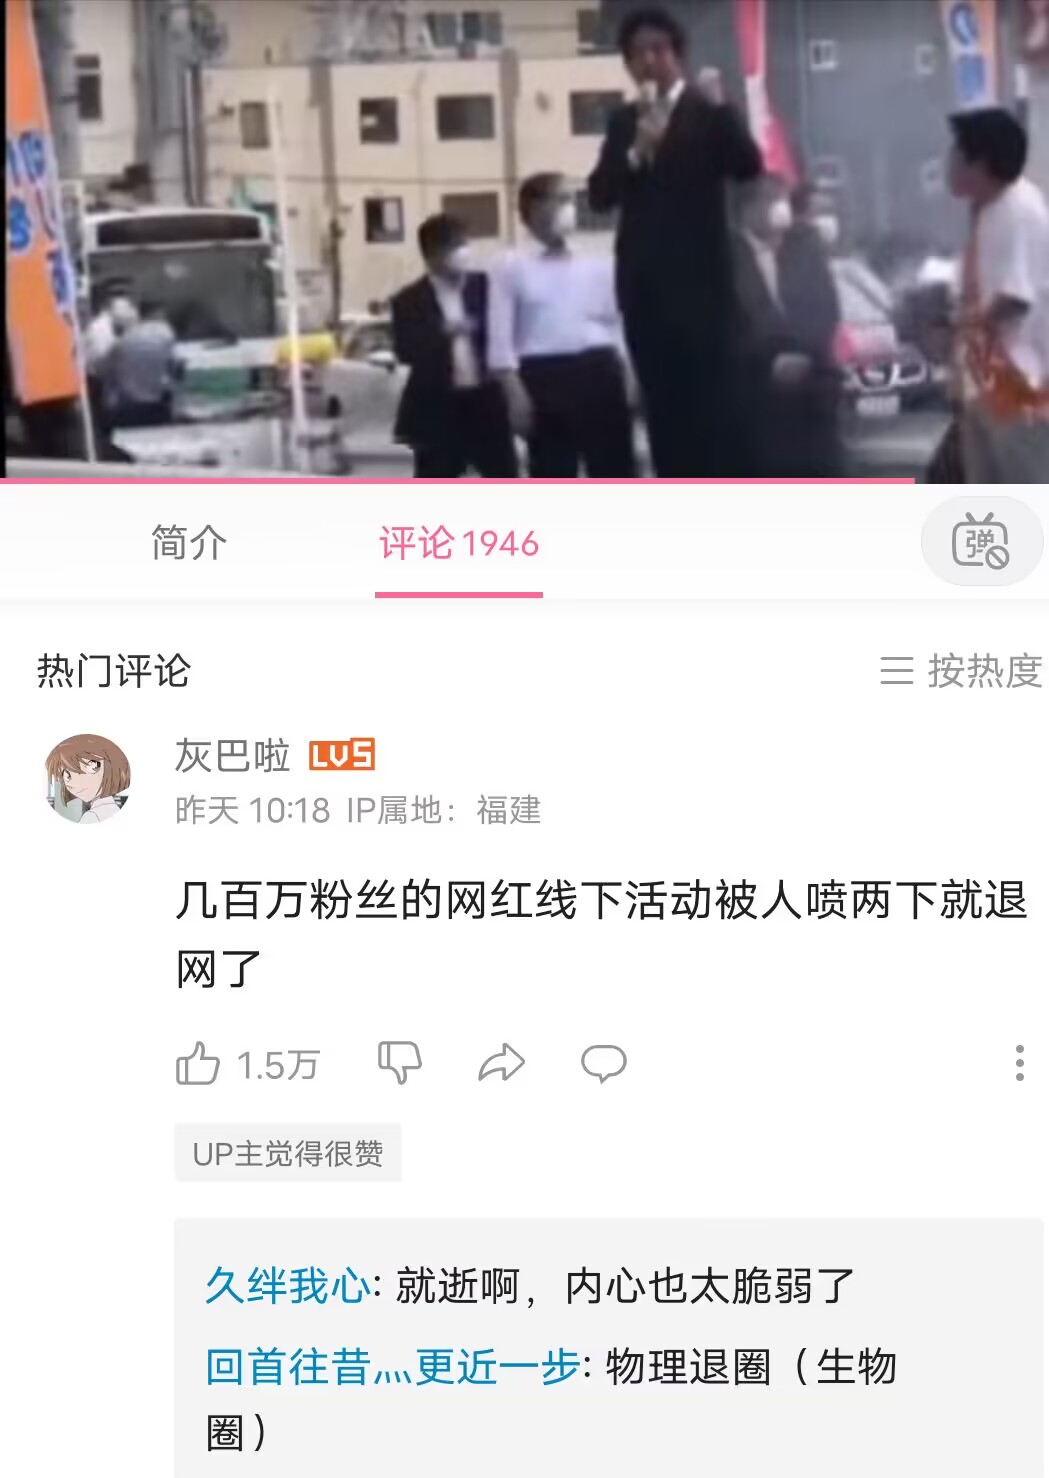 简介
评论1946
弹
热门评论
按热度
灰巴啦 LV5
昨天 10:18 IP属地：福建
几百万粉丝的网红线下活动被人喷两下就退
网了
1.5万
UP主觉得很赞
久绊我心: 就逝啊，内心也太脆弱了
回首往昔灬更近一步: 物理退圈（生物
圈）